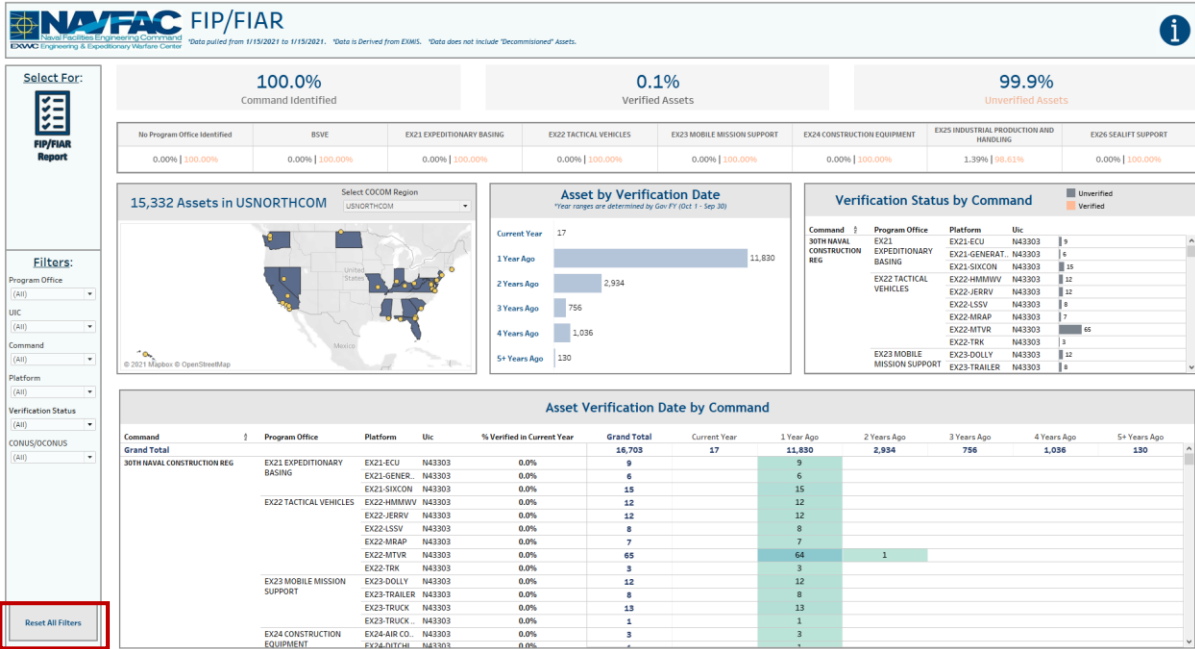 NAVFAC
Naval Facilities Engineering Command
EXWC Engineering & Expeditionary Warfare Center
FIP/FIAR
*Data pulled from 1/15/2021 to 1/15/2021. *Data is Derived from EXMIS. *Data does not include "Decommisioned" Assets.
i
Select For:
FIP/FIAR
Report
Filters:
Program Office
(All)
UIC
(All)
Command
(All)
Platform
(All)
Verification Status
(All)
CONUS/OCONUS
(All)
Reset All Filters
100.0%
Command Identified
0.1%
Verified Assets
99.9%
Unverified Assets
No Program Office Identified BSVE EX21 EXPEDITIONARY BASING EX22 TACTICAL VEHICLES EX23 MOBILE MISSION SUPPORT EX24 CONSTRUCTION EQUIPMENT EX25 INDUSTRIAL PRODUCTION AND HANDLING EX26 SEALIFT SUPPORT
0.00% | 100.00% 0.00% | 100.00% 0.00% | 100.00% 0.00% | 100.00% 0.00% | 100.00% 0.00% | 100.00% 1.39% | 98.61% 0.00% | 100.00%
15,332 Assets in USNORTHCOM
Select COCOM Region
USNORTHCOM
United
States
Mexico
© 2021 Mapbox © OpenStreetMap
Asset by Verification Date
*Year ranges are determined by Gov FY (Oct 1 - Sep 30)
Current Year 17
1 Year Ago 11,830
2 Years Ago 2,934
3 Years Ago 756
4 Years Ago 1,036
5+ Years Ago 130
Verification Status by Command
Unverified
Verified
Command Program Office Platform Uic
30TH NAVAL CONSTRUCTION REG EX21 EXPEDITIONARY BASING EX21-ECU N43303 9
EX21-GENERAT.. N43303 6
EX21-SIXCON N43303 15
EX22 TACTICAL VEHICLES EX22-HMMWV N43303 12
EX22-JERRV N43303 12
EX22-LSSV N43303 8
EX22-MRAP N43303 7
EX22-MTVR N43303 65
EX22-TRK N43303 3
EX23 MOBILE MISSION SUPPORT EX23-DOLLY N43303 12
EX23-TRAILER N43303 8
Asset Verification Date by Command
Command Program Office Platform Uic % Verified in Current Year Grand Total Current Year 1 Year Ago 2 Years Ago 3 Years Ago 4 Years Ago 5+ Years Ago
Grand Total 16,703 17 11,830 2,934 756 1,036 130
30TH NAVAL CONSTRUCTION REG EX21 EXPEDITIONARY BASING EX21-ECU N43303 0.0% 9 9
EX21-GENER.. N43303 0.0% 6 6
EX21-SIXCON N43303 0.0% 15 15
EX22 TACTICAL VEHICLES EX22-HMMWV N43303 0.0% 12 12
EX22-JERRV N43303 0.0% 12 12
EX22-LSSV N43303 0.0% 8 8
EX22-MRAP N43303 0.0% 7 7
EX22-MTVR N43303 0.0% 65 64 1
EX22-TRK N43303 0.0% 3 3
EX23 MOBILE MISSION SUPPORT EX23-DOLLY N43303 0.0% 12 12
EX23-TRAILER N43303 0.0% 8 8
EX23-TRUCK N43303 0.0% 13 13
EX23-TRUCK .. N43303 0.0% 1 1
EX24 CONSTRUCTION EQUIPMENT EX24-AIR CO.. N43303 0.0% 3 3
EX24-DITCHI.. N43303 0.0%